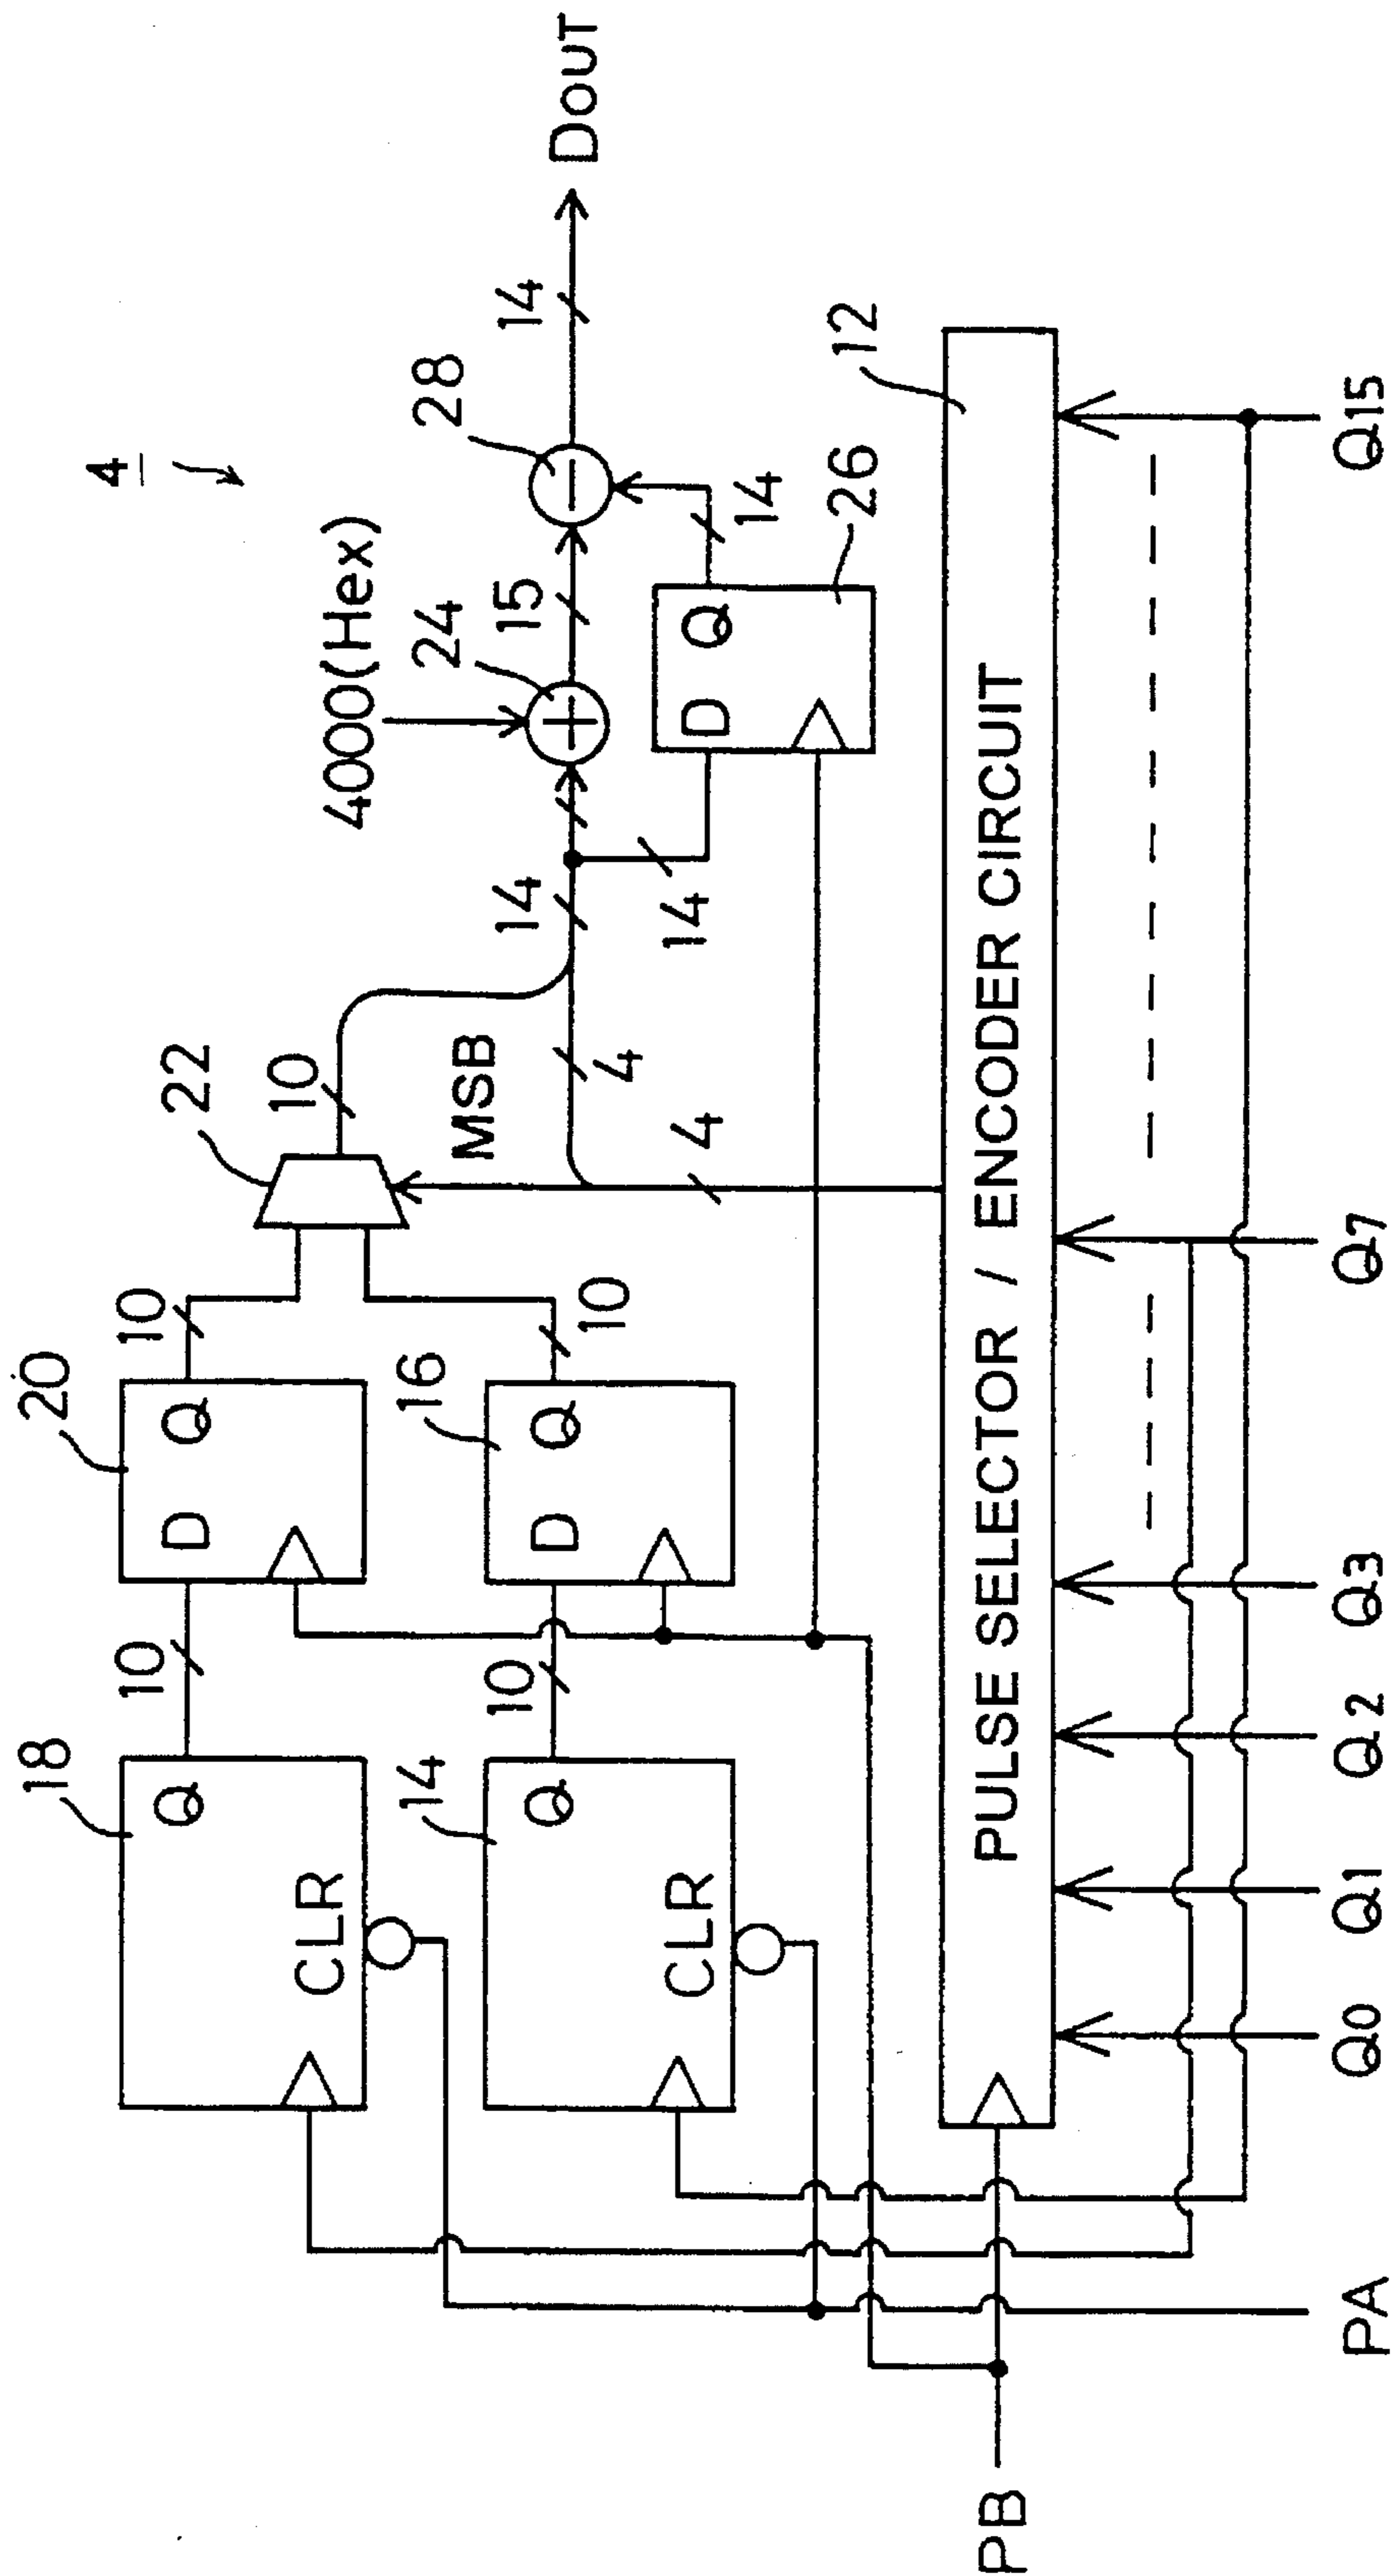 4
4000(Hex)
18
Q
CLR
10
20
D Q
10
22
10
MSB
14
Q
CLR
10
16
D Q
10
4
4
14
14
24
15
28
14
DOUT
D Q
26
14
12
PULSE SELECTOR / ENCODER CIRCUIT
PB
PA
Q0
Q1
Q2
Q3
Q7
Q15